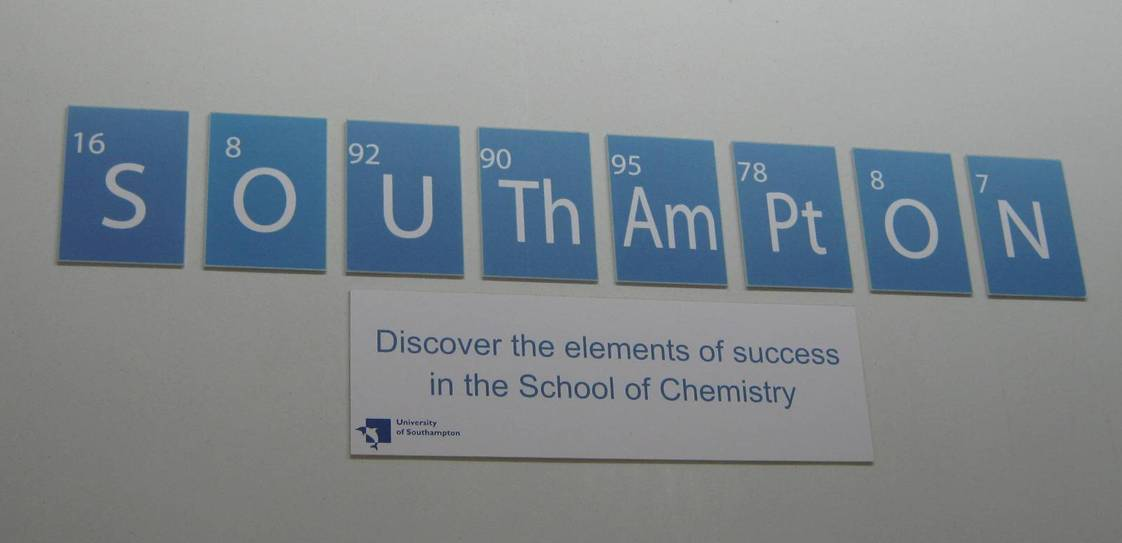 16 8 92 90 95 78 8 7
S O U Th Am Pt O N
Discover the elements of success
in the School of Chemistry
University
of Southampton